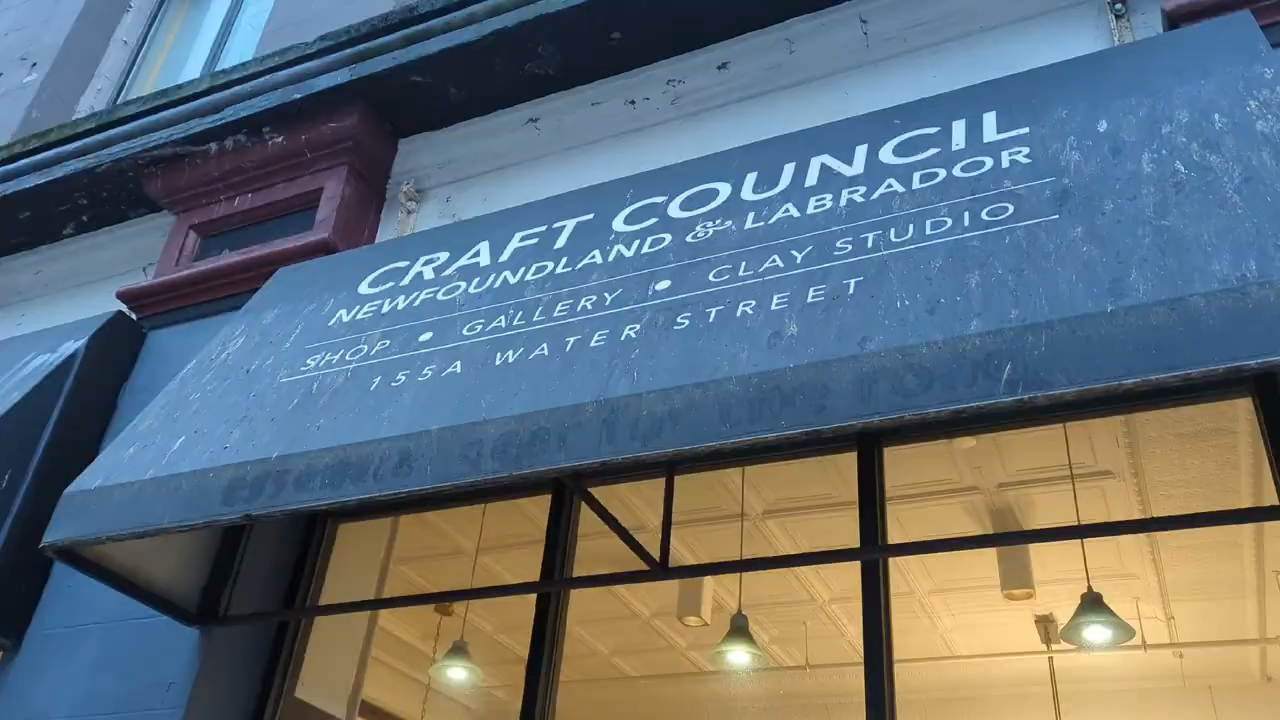 CRAFT COUNCIL
NEWFOUNDLAND & LABRADOR
SHOP • GALLERY • CLAY STUDIO
155A WATER STREET